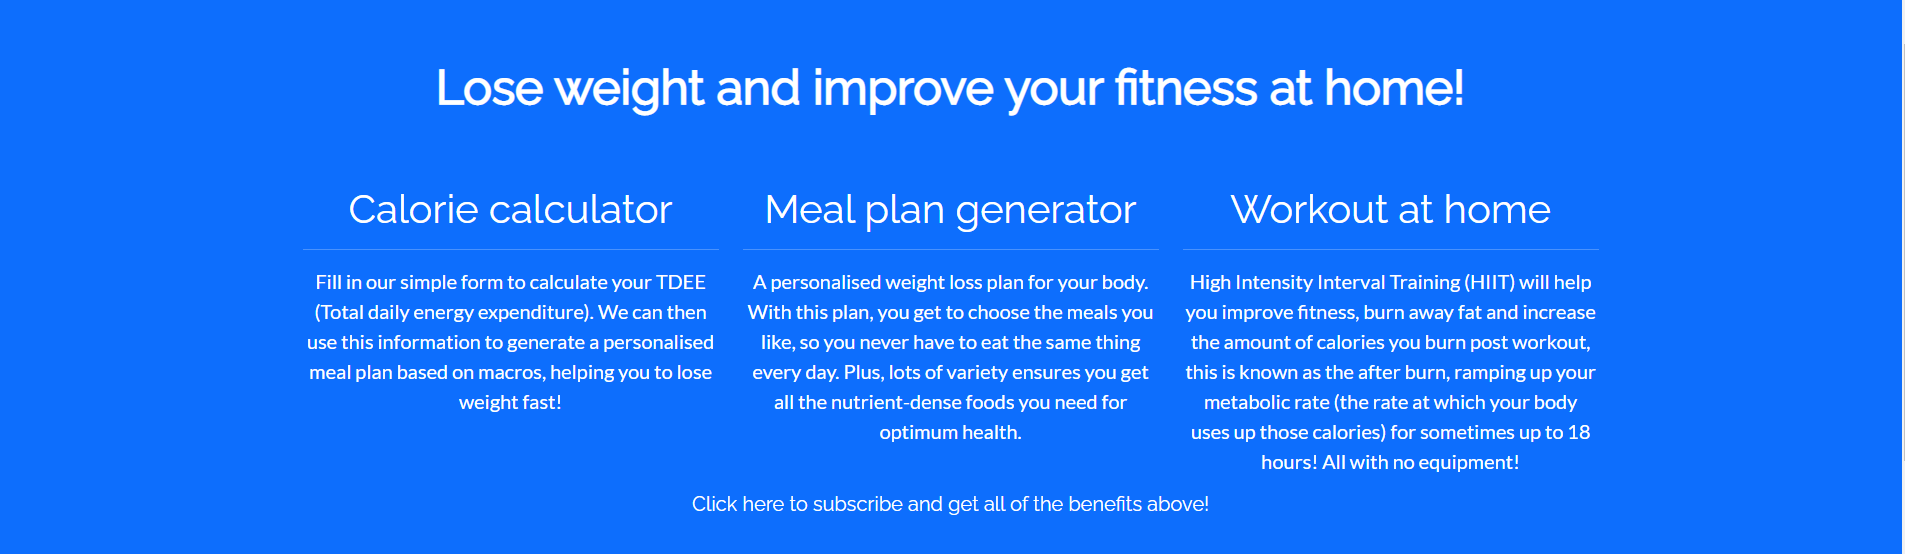 Lose weight and improve your fitness at home!
Calorie calculator
Fill in our simple form to calculate your TDEE
(Total daily energy expenditure). We can then
use this information to generate a personalised
meal plan based on macros, helping you to lose
weight fast!
Meal plan generator
A personalised weight loss plan for your body.
With this plan, you get to choose the meals you
like, so you never have to eat the same thing
every day. Plus, lots of variety ensures you get
all the nutrient-dense foods you need for
optimum health.
Workout at home
High Intensity Interval Training (HIIT) will help
you improve fitness, burn away fat and increase
the amount of calories you burn post workout,
this is known as the after burn, ramping up your
metabolic rate (the rate at which your body
uses up those calories) for sometimes up to 18
hours! All with no equipment!
Click here to subscribe and get all of the benefits above!